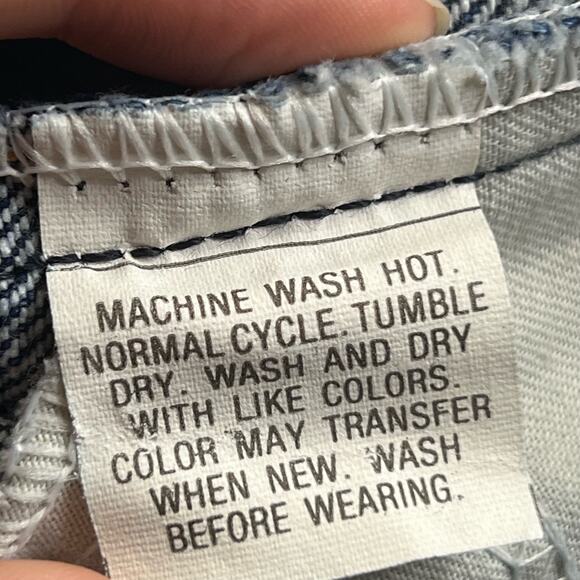 MACHINE WASH HOT.
NORMAL CYCLE. TUMBLE
DRY. WASH AND DRY
WITH LIKE COLORS.
COLOR MAY TRANSFER
WHEN NEW. WASH
BEFORE WEARING.